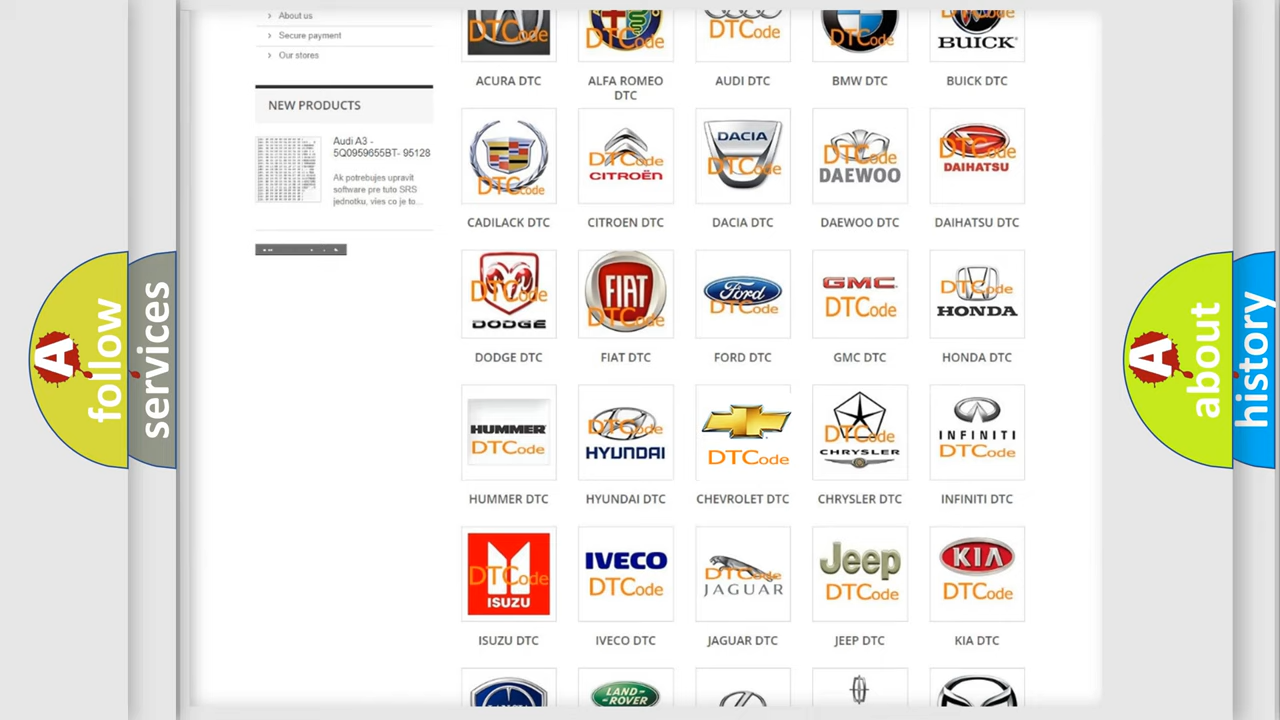 About us
Secure payment
Our stores
NEW PRODUCTS
Audi A3 -
5Q0959655BT- 95128
Ak potrebujes upravit
software pre tuto SRS
jednotku, vies co je to...
follow
services
about
history
DTCode
DTCode
DTCode
DTCode
BUICK
ACURA DTC
ALFA ROMEO
DTC
AUDI DTC
BMW DTC
BUICK DTC
DTCode
DTCode
CITROËN
DACIA
DTCode
DTCode
DAEWOO
DTCode
DAIHATSU
CADILACK DTC
CITROEN DTC
DACIA DTC
DAEWOO DTC
DAIHATSU DTC
DTCode
DODGE
FIAT
DTCode
Ford
DTCode
GMC
DTCode
DTCode
HONDA
DODGE DTC
FIAT DTC
FORD DTC
GMC DTC
HONDA DTC
HUMMER
DTCode
DTCode
HYUNDAI
DTCode
DTCode
CHRYSLER
INFINITI
DTCode
HUMMER DTC
HYUNDAI DTC
CHEVROLET DTC
CHRYSLER DTC
INFINITI DTC
DTCode
ISUZU
IVECO
DTCode
DTCode
JAGUAR
Jeep
DTCode
KIA
DTCode
ISUZU DTC
IVECO DTC
JAGUAR DTC
JEEP DTC
KIA DTC
LAND-
ROVER